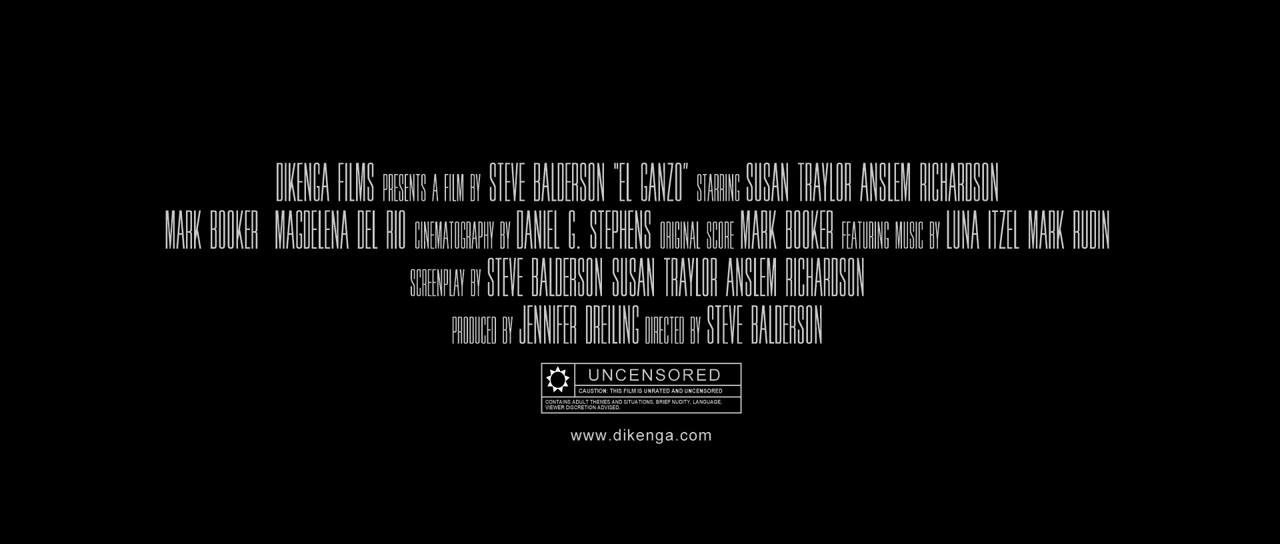 DIKENGA FILMS PRESENTS A FILM BY STEVE BALDERSON "EL GANZO" STARRING SUSAN TRAYLOR ANSLEM RICHARDSON
MARK BOOKER MAGDELENA DEL RIO CINEMATOGRAPHY BY DANIEL G. STEPHENS ORIGINAL SCORE MARK BOOKER FEATURING MUSIC BY LUNA ITZEL MARK RUDIN
SCREENPLAY BY STEVE BALDERSON SUSAN TRAYLOR ANSLEM RICHARDSON
PRODUCED BY JENNIFER DREILING DIRECTED BY STEVE BALDERSON
UNCENSORED
CAUSTION: THIS FILM IS UNRATED AND UNCENSORED
CONTAINS ADULT THEMES AND SITUATIONS, BRIEF NUDITY, LANGUAGE,
VIEWER DISCRETION ADVISED.
www.dikenga.com